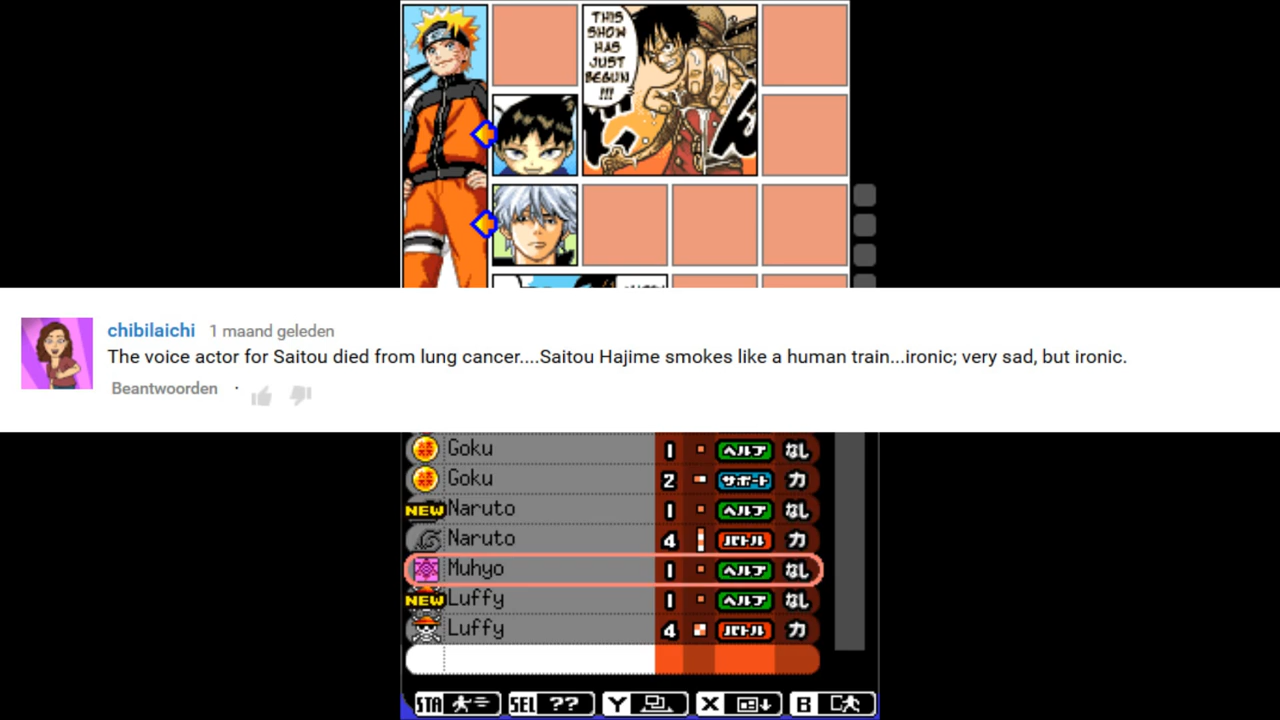 THIS
SHOW
HAS
JUST
BEGUN
!!!
chibilaichi 1 maand geleden
The voice actor for Saitou died from lung cancer....Saitou Hajime smokes like a human train...ironic; very sad, but ironic.
Beantwoorden ·
Goku 1 ヘルプ なし
Goku 2 サポート 力
NEW Naruto 1 ヘルプ なし
Naruto 4 バトル 力
Muhyo 1 ヘルプ なし
NEW Luffy 1 ヘルプ なし
Luffy 4 バトル 力
STA SEL ?? Y X B